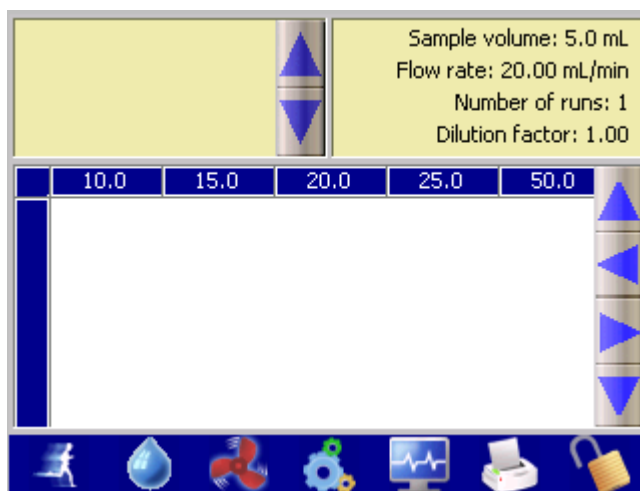 Sample volume: 5.0 mL
Flow rate: 20.00 mL/min
Number of runs: 1
Dilution factor: 1.00
10.0 15.0 20.0 25.0 50.0